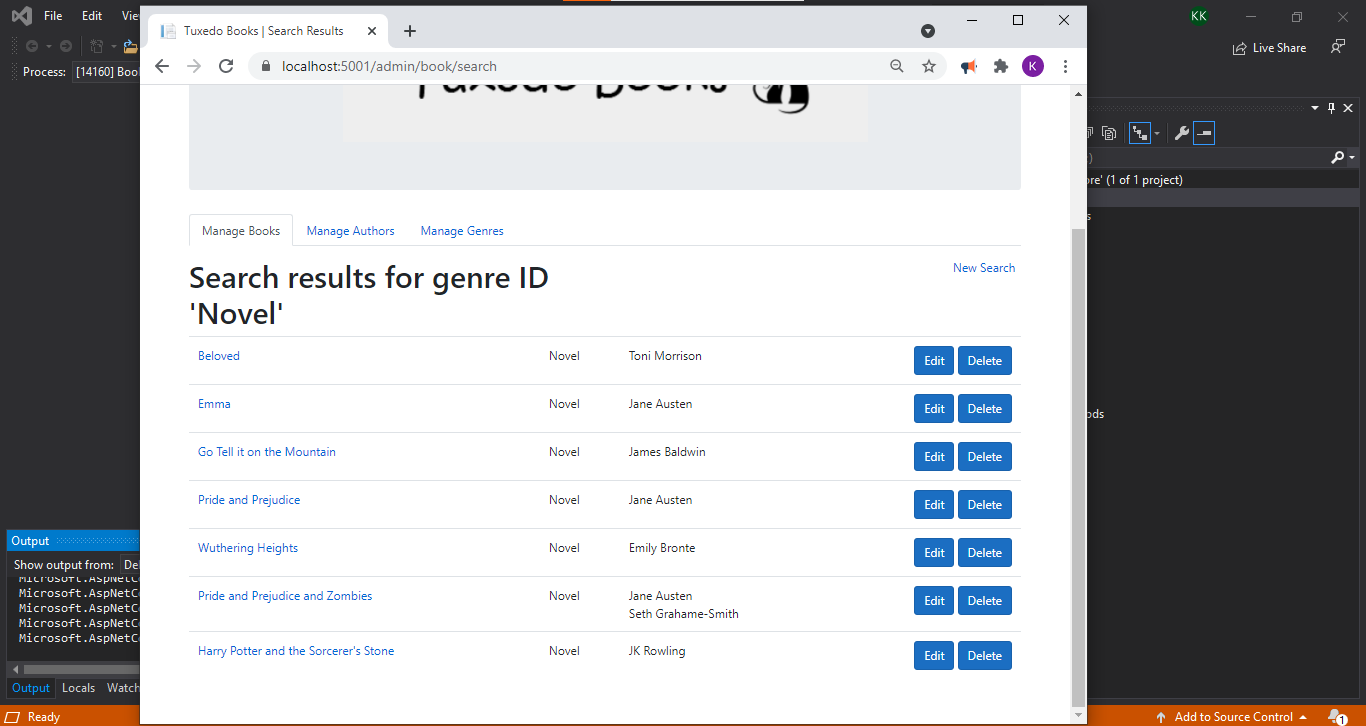 File Edit
KK
Tuxedo Books | Search Results
localhost:5001/admin/book/search
K
Live Share
Process: [14160]
Tuxedo Books
(1 of 1 project)
Manage Books Manage Authors Manage Genres
Search results for genre ID
'Novel'
New Search
Beloved Novel Toni Morrison Edit Delete
Emma Novel Jane Austen Edit Delete
Go Tell it on the Mountain Novel James Baldwin Edit Delete
Pride and Prejudice Novel Jane Austen Edit Delete
Wuthering Heights Novel Emily Bronte Edit Delete
Pride and Prejudice and Zombies Novel Jane Austen Edit Delete
Seth Grahame-Smith
Harry Potter and the Sorcerer's Stone Novel JK Rowling Edit Delete
Output
Show output from:
Microsoft.AspNetC
Microsoft.AspNetC
Microsoft.AspNetC
Microsoft.AspNetC
Microsoft.AspNetC
Output Locals Watch
Ready
Add to Source Control
1